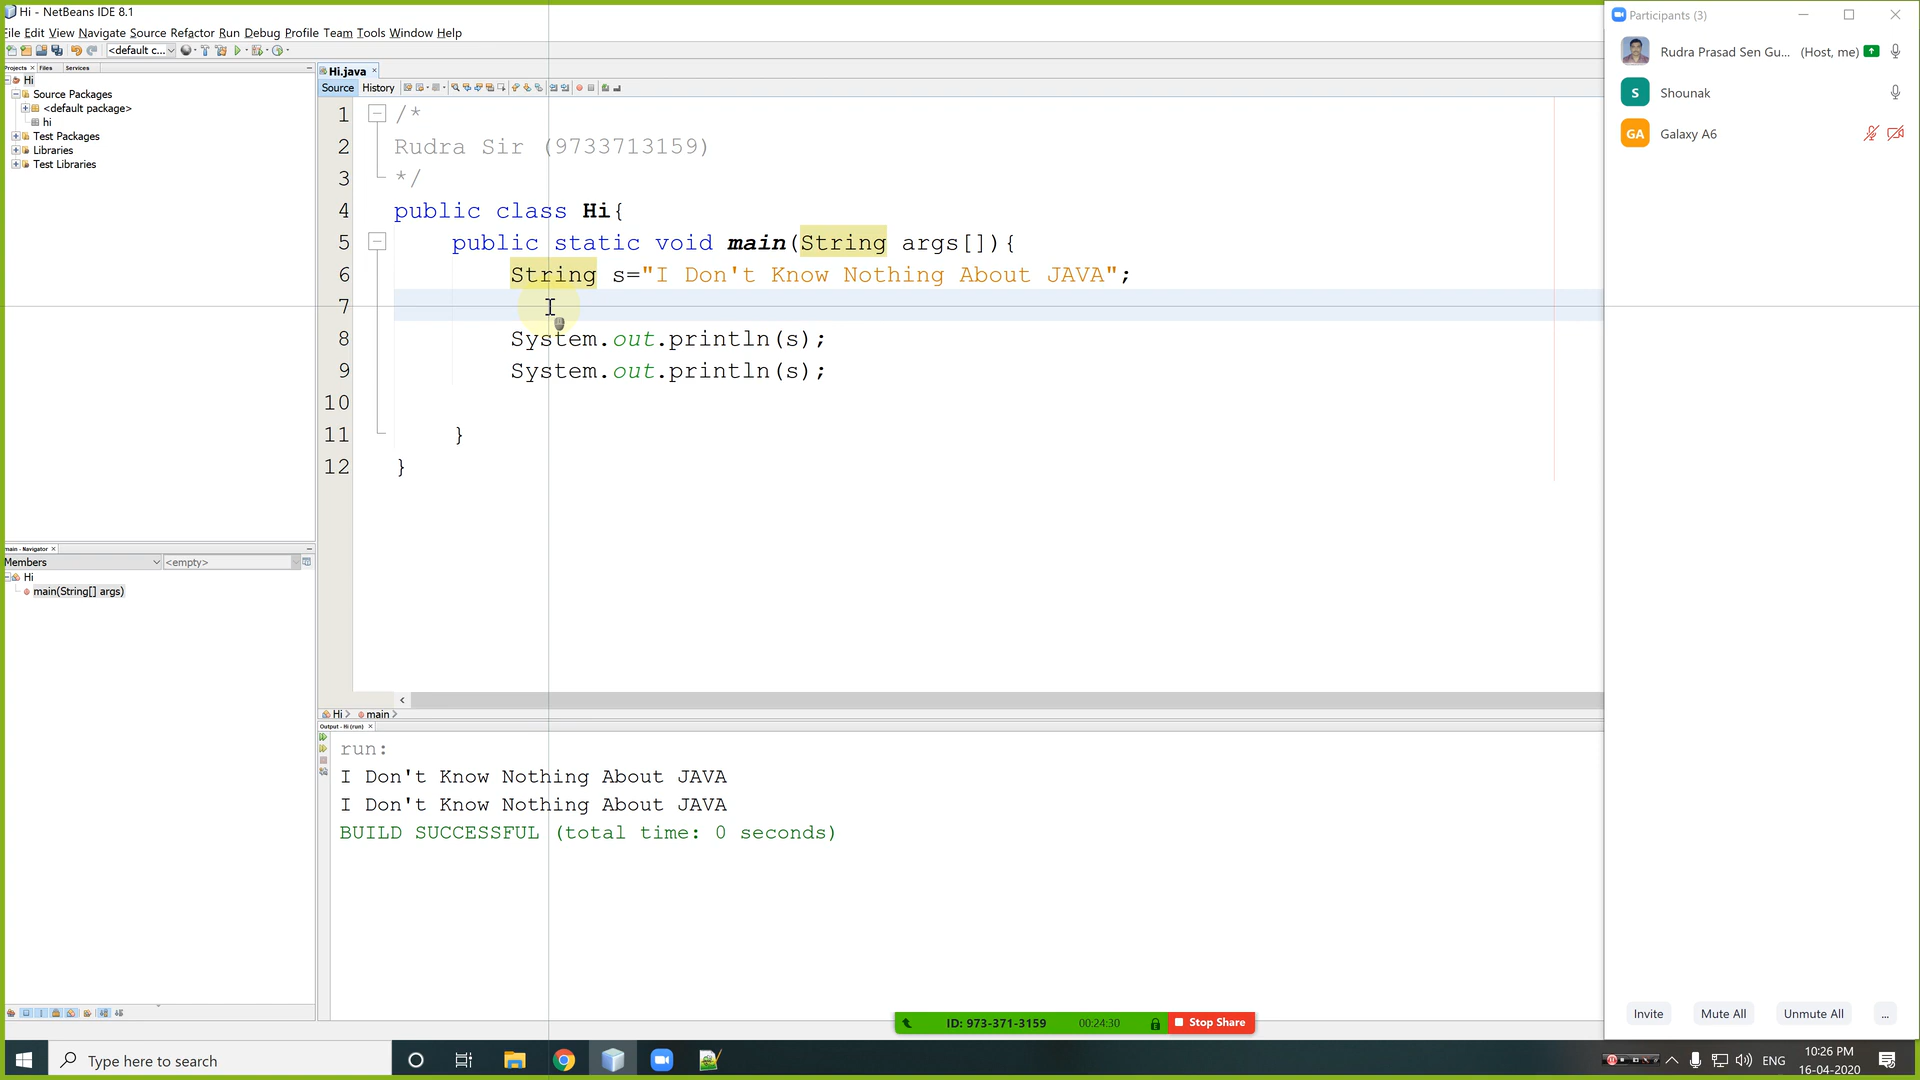 Hi - NetBeans IDE 8.1
File Edit View Navigate Source Refactor Run Debug Profile Team Tools Window Help
<default c...
Projects Files Services
Hi
Source Packages
<default package>
hi
Test Packages
Libraries
Test Libraries
Hi.java
Source History
1 /*
2 Rudra Sir (9733713159)
3 */
4 public class Hi{
5 public static void main(String args[]){
6 String s="I Don't Know Nothing About JAVA";
7
8 System.out.println(s);
9 System.out.println(s);
10
11 }
12 }
main - Navigator
Members <empty>
Hi
main(String[] args)
Hi main
Output - Hi (run)
run:
I Don't Know Nothing About JAVA
I Don't Know Nothing About JAVA
BUILD SUCCESSFUL (total time: 0 seconds)
Participants (3)
Rudra Prasad Sen Gu... (Host, me)
S Shounak
GA Galaxy A6
Invite Mute All Unmute All ...
ID: 973-371-3159 00:24:30 Stop Share
Type here to search
ENG
10:26 PM
16-04-2020